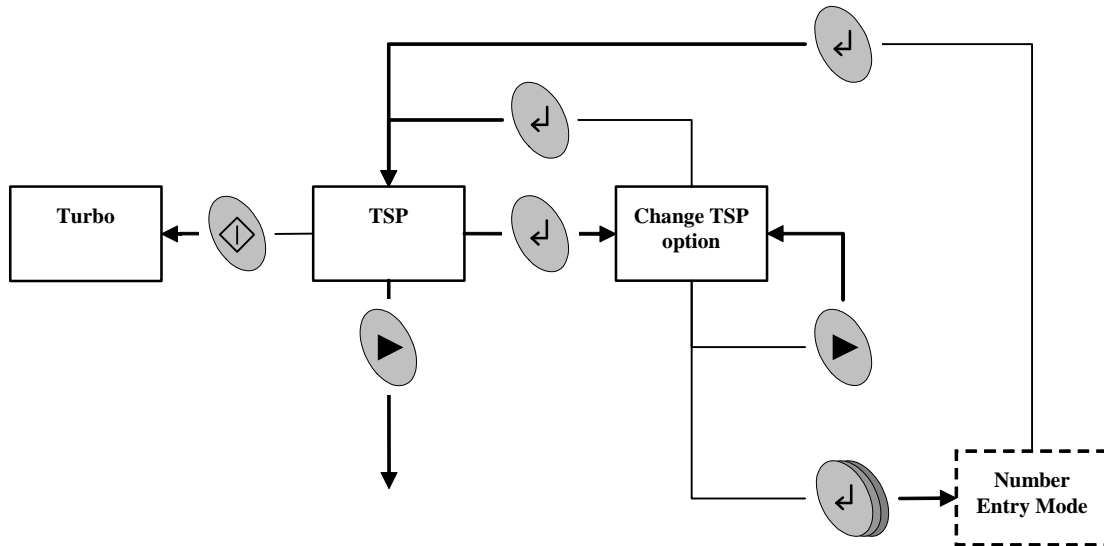 Turbo
TSP
Change TSP
option
Number
Entry Mode